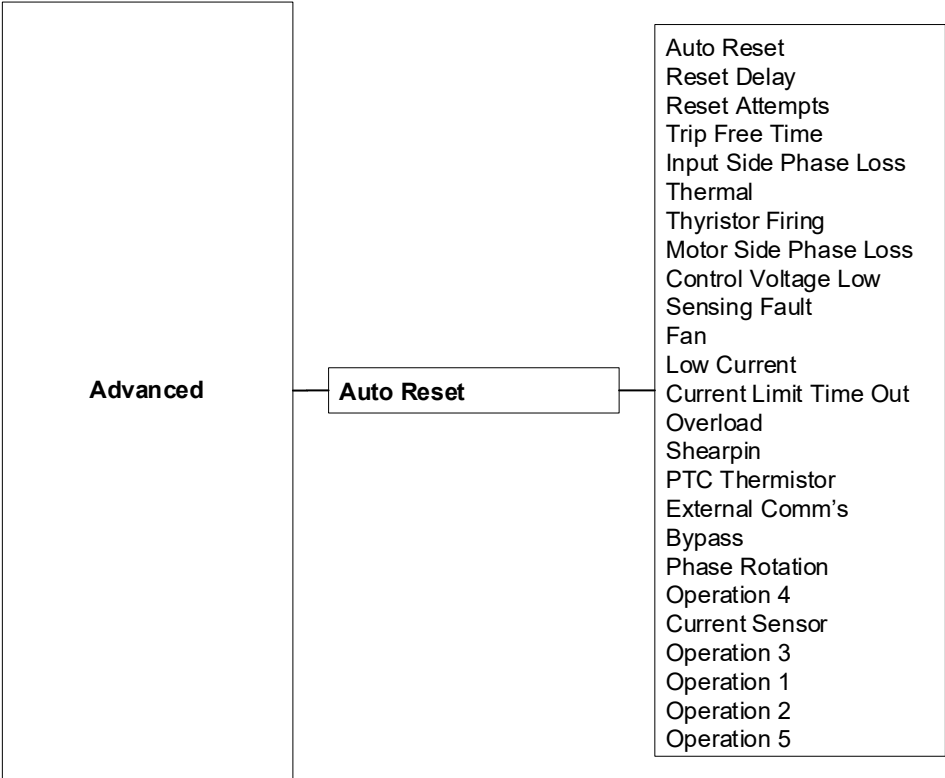 Advanced
Auto Reset
Auto Reset
Reset Delay
Reset Attempts
Trip Free Time
Input Side Phase Loss
Thermal
Thyristor Firing
Motor Side Phase Loss
Control Voltage Low
Sensing Fault
Fan
Low Current
Current Limit Time Out
Overload
Shearpin
PTC Thermistor
External Comm’s
Bypass
Phase Rotation
Operation 4
Current Sensor
Operation 3
Operation 1
Operation 2
Operation 5